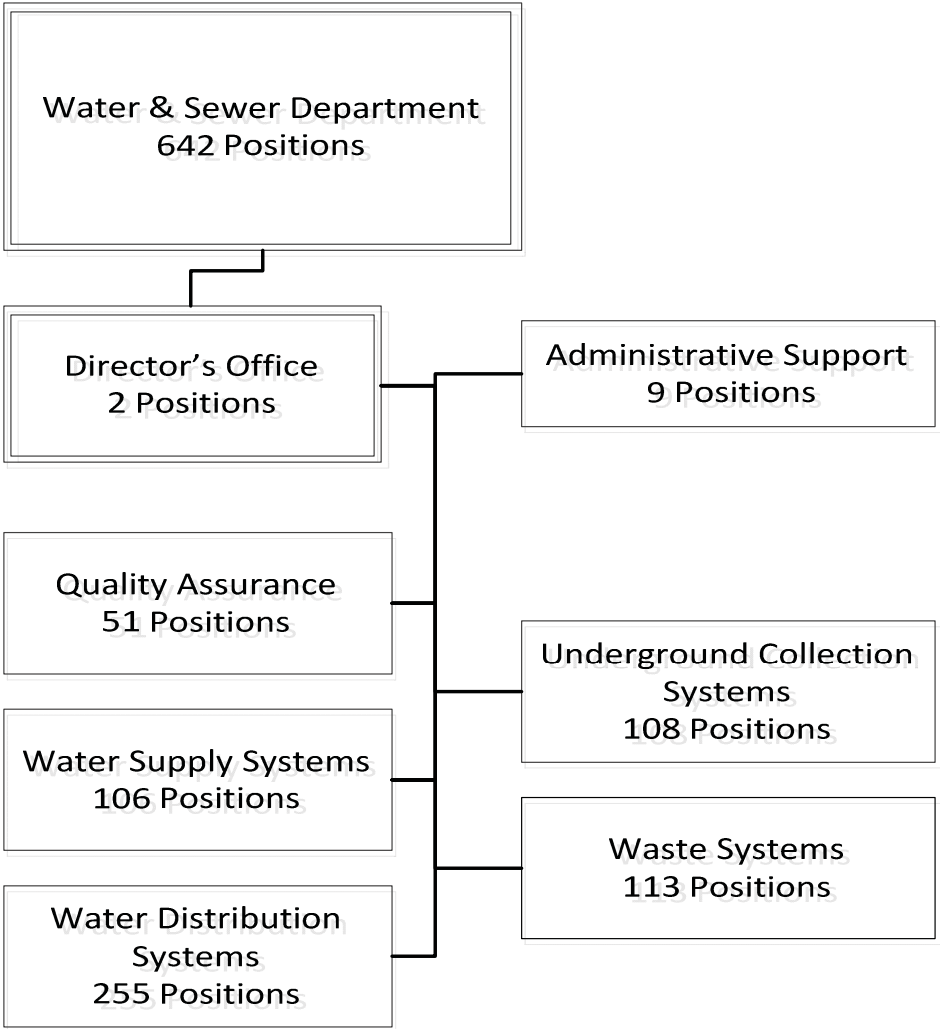 Water & Sewer Department
642 Positions
Director’s Office
2 Positions
Administrative Support
9 Positions
Quality Assurance
51 Positions
Underground Collection
Systems
108 Positions
Water Supply Systems
106 Positions
Waste Systems
113 Positions
Water Distribution
Systems
255 Positions